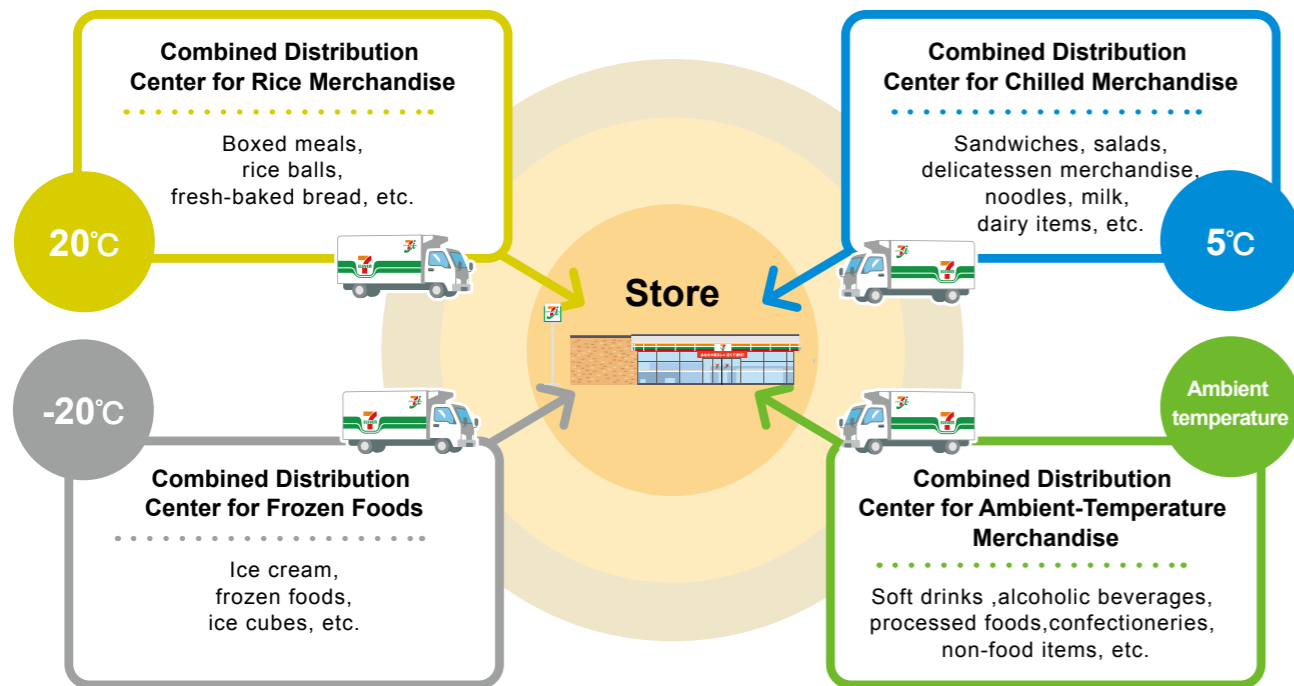 Combined Distribution
Center for Rice Merchandise
Boxed meals,
rice balls,
fresh-baked bread, etc.
20°C
Combined Distribution
Center for Chilled Merchandise
Sandwiches, salads,
delicatessen merchandise,
noodles, milk,
dairy items, etc.
5°C
Store
-20°C
Combined Distribution
Center for Frozen Foods
Ice cream,
frozen foods,
ice cubes, etc.
Ambient
temperature
Combined Distribution
Center for Ambient-Temperature
Merchandise
Soft drinks ,alcoholic beverages,
processed foods,confectioneries,
non-food items, etc.